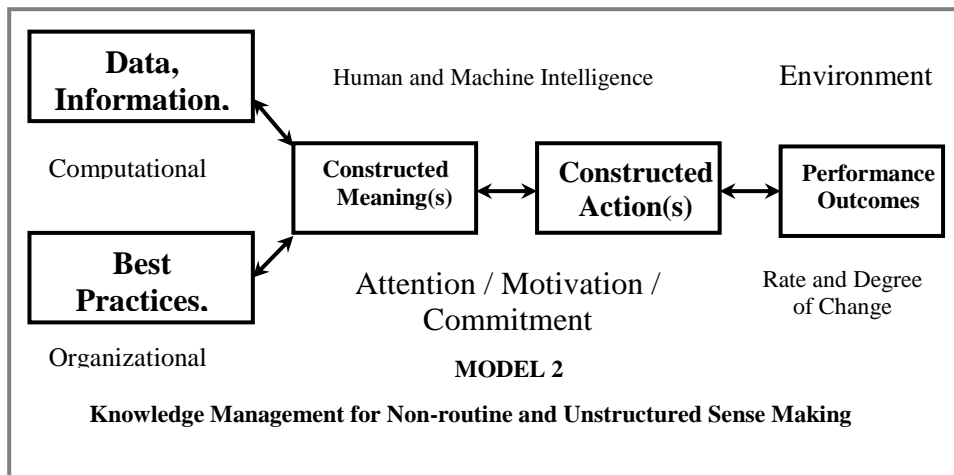 Data,
Information.
Human and Machine Intelligence
Environment
Computational
Constructed
Meaning(s)
Constructed
Action(s)
Performance
Outcomes
Best
Practices.
Attention / Motivation /
Commitment
Rate and Degree
of Change
Organizational
MODEL 2
Knowledge Management for Non-routine and Unstructured Sense Making